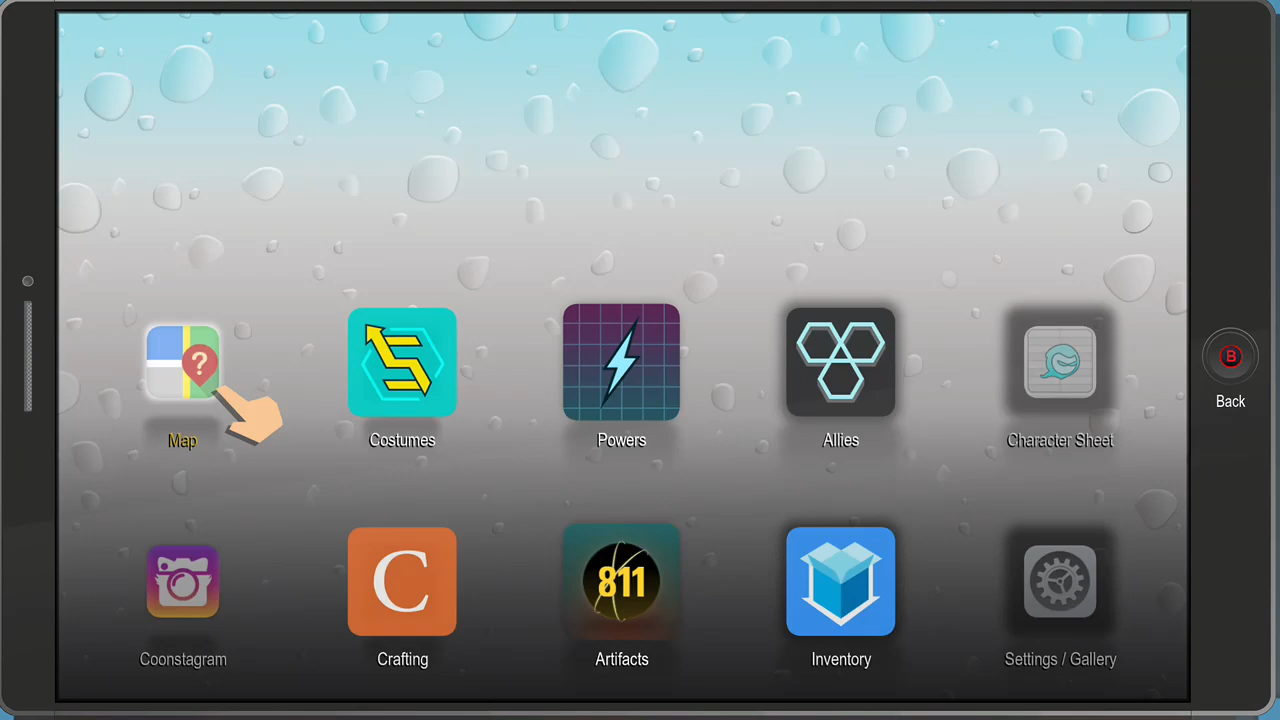 ?
B
Back
Map
Costumes
Powers
Allies
Character Sheet
C
811
Coonstagram
Crafting
Artifacts
Inventory
Settings / Gallery